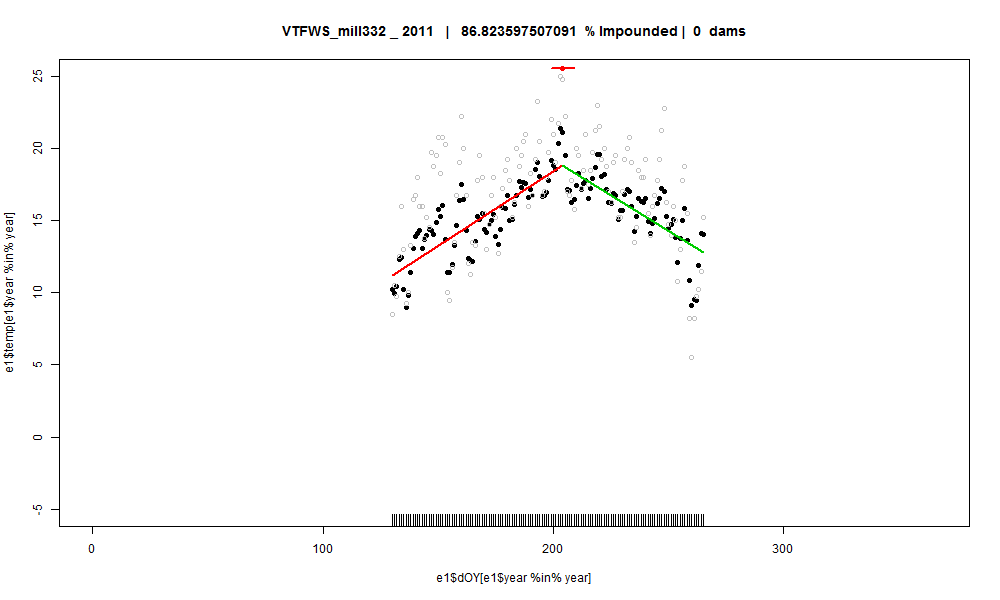 VTFWS_mill332 _ 2011 | 86.823597507091 % Impounded | 0 dams
25
20
15
10
5
0
-5
e1$temp[e1$year %in% year]
0 100 200 300
e1$dOY[e1$year %in% year]